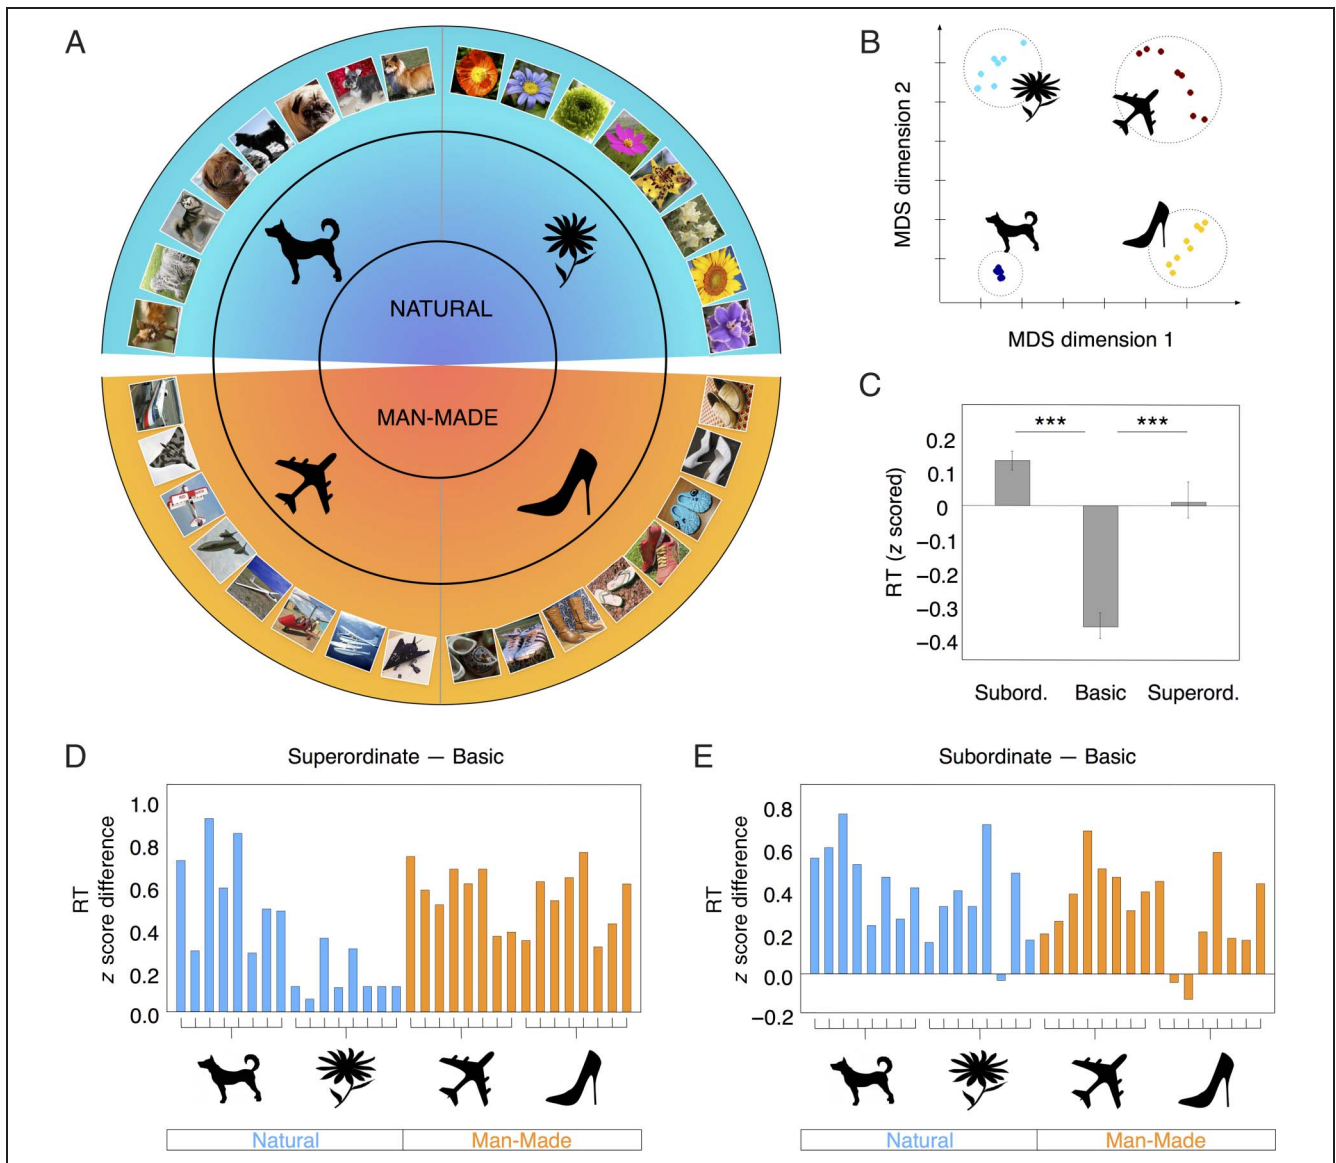 A
NATURAL
MAN-MADE
B
MDS dimension 2
MDS dimension 1
C
RT (z scored)
0.2
0.1
0
−0.1
−0.2
−0.3
−0.4
***
***
Subord. Basic Superord.
D
Superordinate — Basic
RT
z score difference
1.0
0.8
0.6
0.4
0.2
0.0
Natural Man-Made
E
Subordinate — Basic
RT
z score difference
0.8
0.6
0.4
0.2
0.0
−0.2
Natural Man-Made